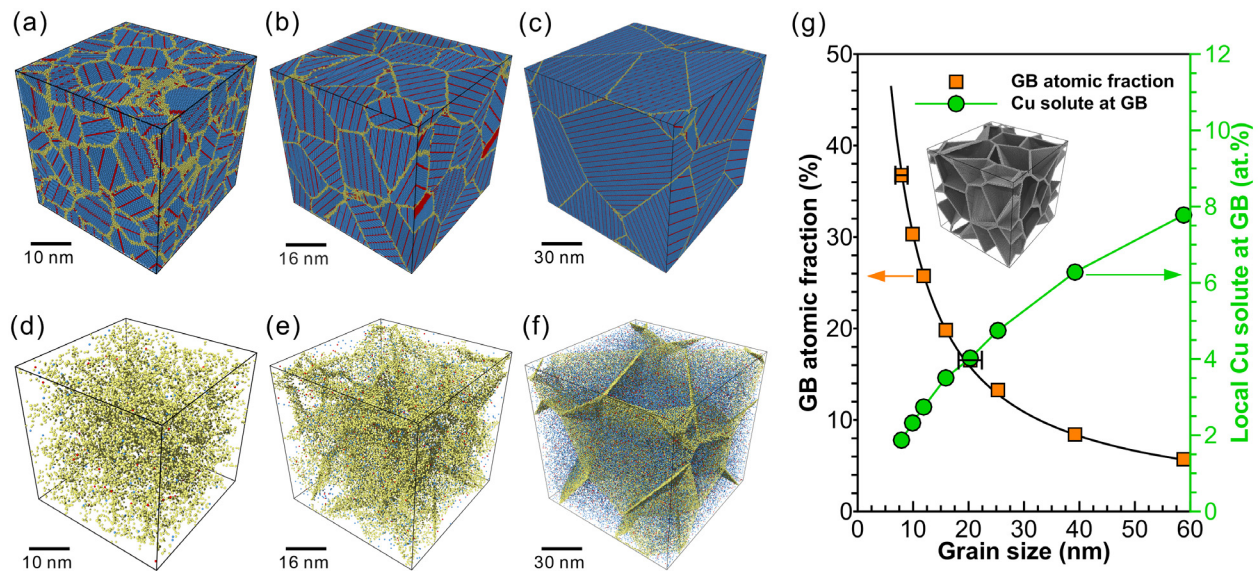 (a)
10 nm
(b)
16 nm
(c)
30 nm
(d)
10 nm
(e)
16 nm
(f)
30 nm
(g)
GB atomic fraction
Cu solute at GB
GB atomic fraction (%)
50
40
30
20
10
0
0 10 20 30 40 50 60
Grain size (nm)
12
10
8
6
4
2
0
Local Cu solute at GB (at.%)